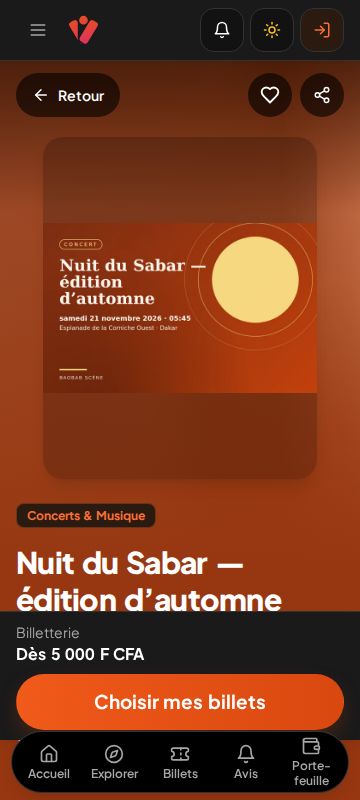 Retour
CONCERT
Nuit du Sabar —
édition
d’automne
samedi 21 novembre 2026 · 05:45
Esplanade de la Corniche Ouest · Dakar
BAOBAB SCÈNE
Concerts & Musique
Nuit du Sabar —
édition d’automne
Billetterie
Dès 5 000 F CFA
Choisir mes billets
Accueil
Explorer
Billets
Avis
Porte-
feuille